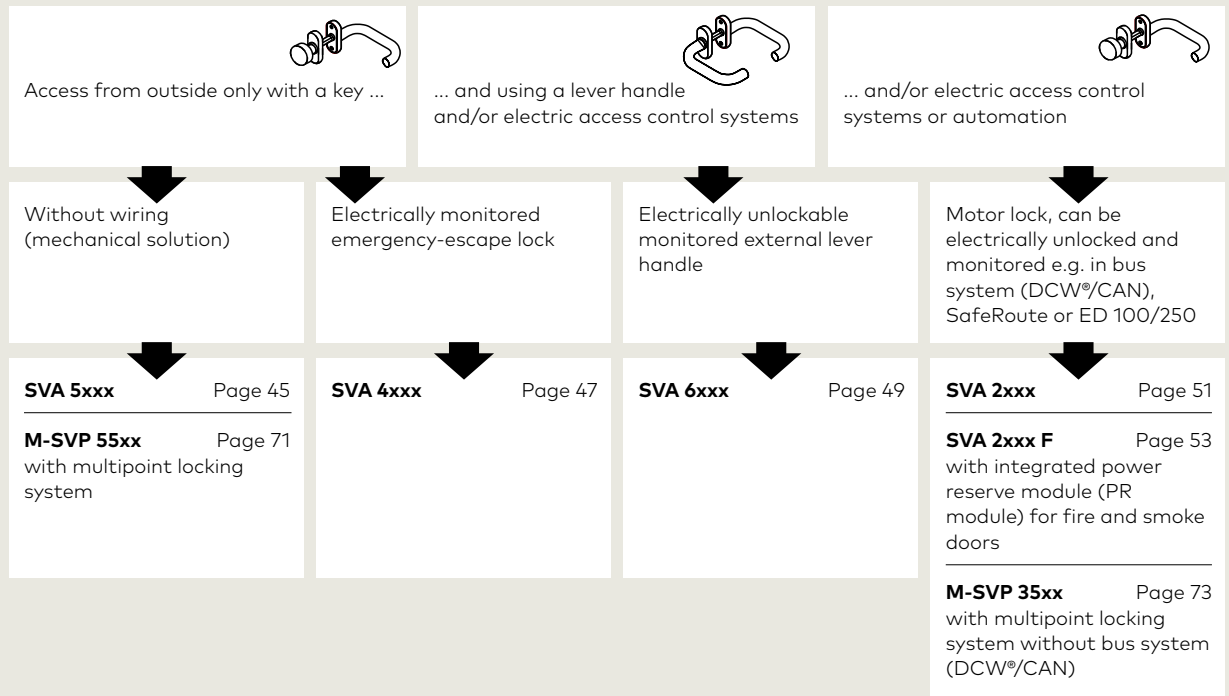 Access from outside only with a key ...
... and using a lever handle
and/or electric access control systems
... and/or electric access control
systems or automation
Without wiring
(mechanical solution)
Electrically monitored
emergency-escape lock
Electrically unlockable
monitored external lever
handle
Motor lock, can be
electrically unlocked and
monitored e.g. in bus
system (DCW®/CAN),
SafeRoute or ED 100/250
SVA 5xxx Page 45
M-SVP 55xx Page 71
with multipoint locking
system
SVA 4xxx Page 47
SVA 6xxx Page 49
SVA 2xxx Page 51
SVA 2xxx F Page 53
with integrated power
reserve module (PR
module) for fire and smoke
doors
M-SVP 35xx Page 73
with multipoint locking
system without bus system
(DCW®/CAN)